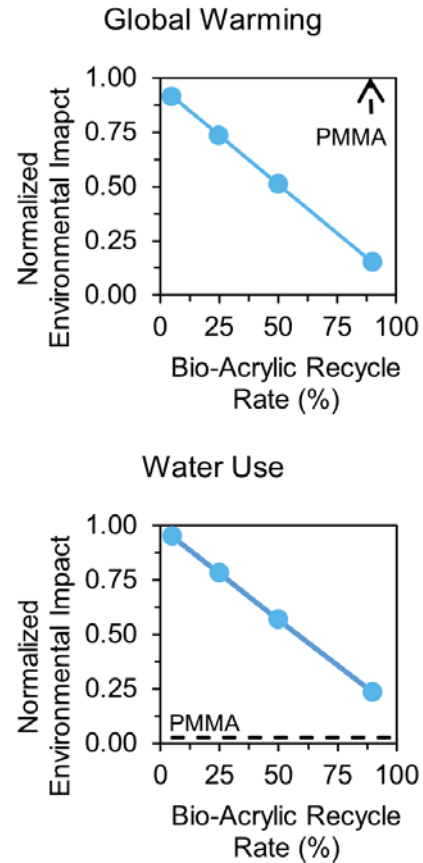 Global Warming
Normalized
Environmental Imapct
1.00
0.75
0.50
0.25
0.00
PMMA
0 25 50 75 100
Bio-Acrylic Recycle
Rate (%)
Water Use
Normalized
Environmental Impact
1.00
0.75
0.50
0.25
0.00
PMMA
0 25 50 75 100
Bio-Acrylic Recycle
Rate (%)